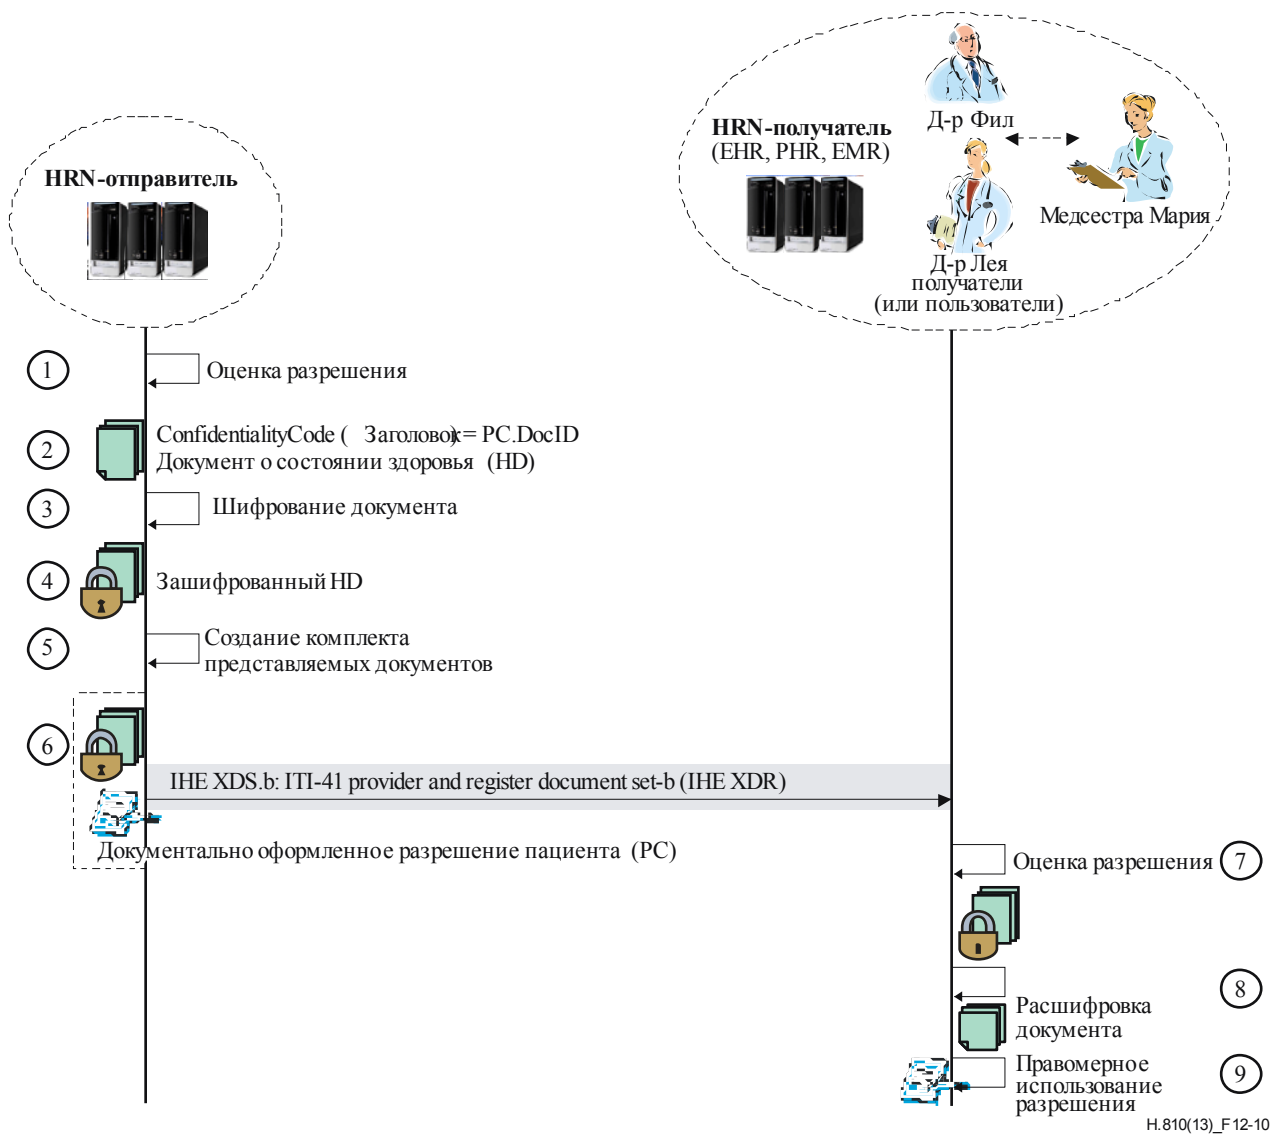 HRN-отправитель
HRN-получатель
(EHR, PHR, EMR)
Д-р Фил
Медсестра Мария
Д-р Лея
получатели
(или пользователи)
1
Оценка разрешения
2
ConfidentialityCode ( Заголовок)= PC.DocID
Документ о состоянии здоровья (HD)
3
Шифрование документа
4
Зашифрованный HD
5
Создание комплекта
представляемых документов
6
IHE XDS.b: ITI-41 provider and register document set-b (IHE XDR)
Документально оформленное разрешение пациента (PC)
Оценка разрешения
7
8
Расшифровка
документа
Правомерное
использование
разрешения
9
H.810(13)_F12-10